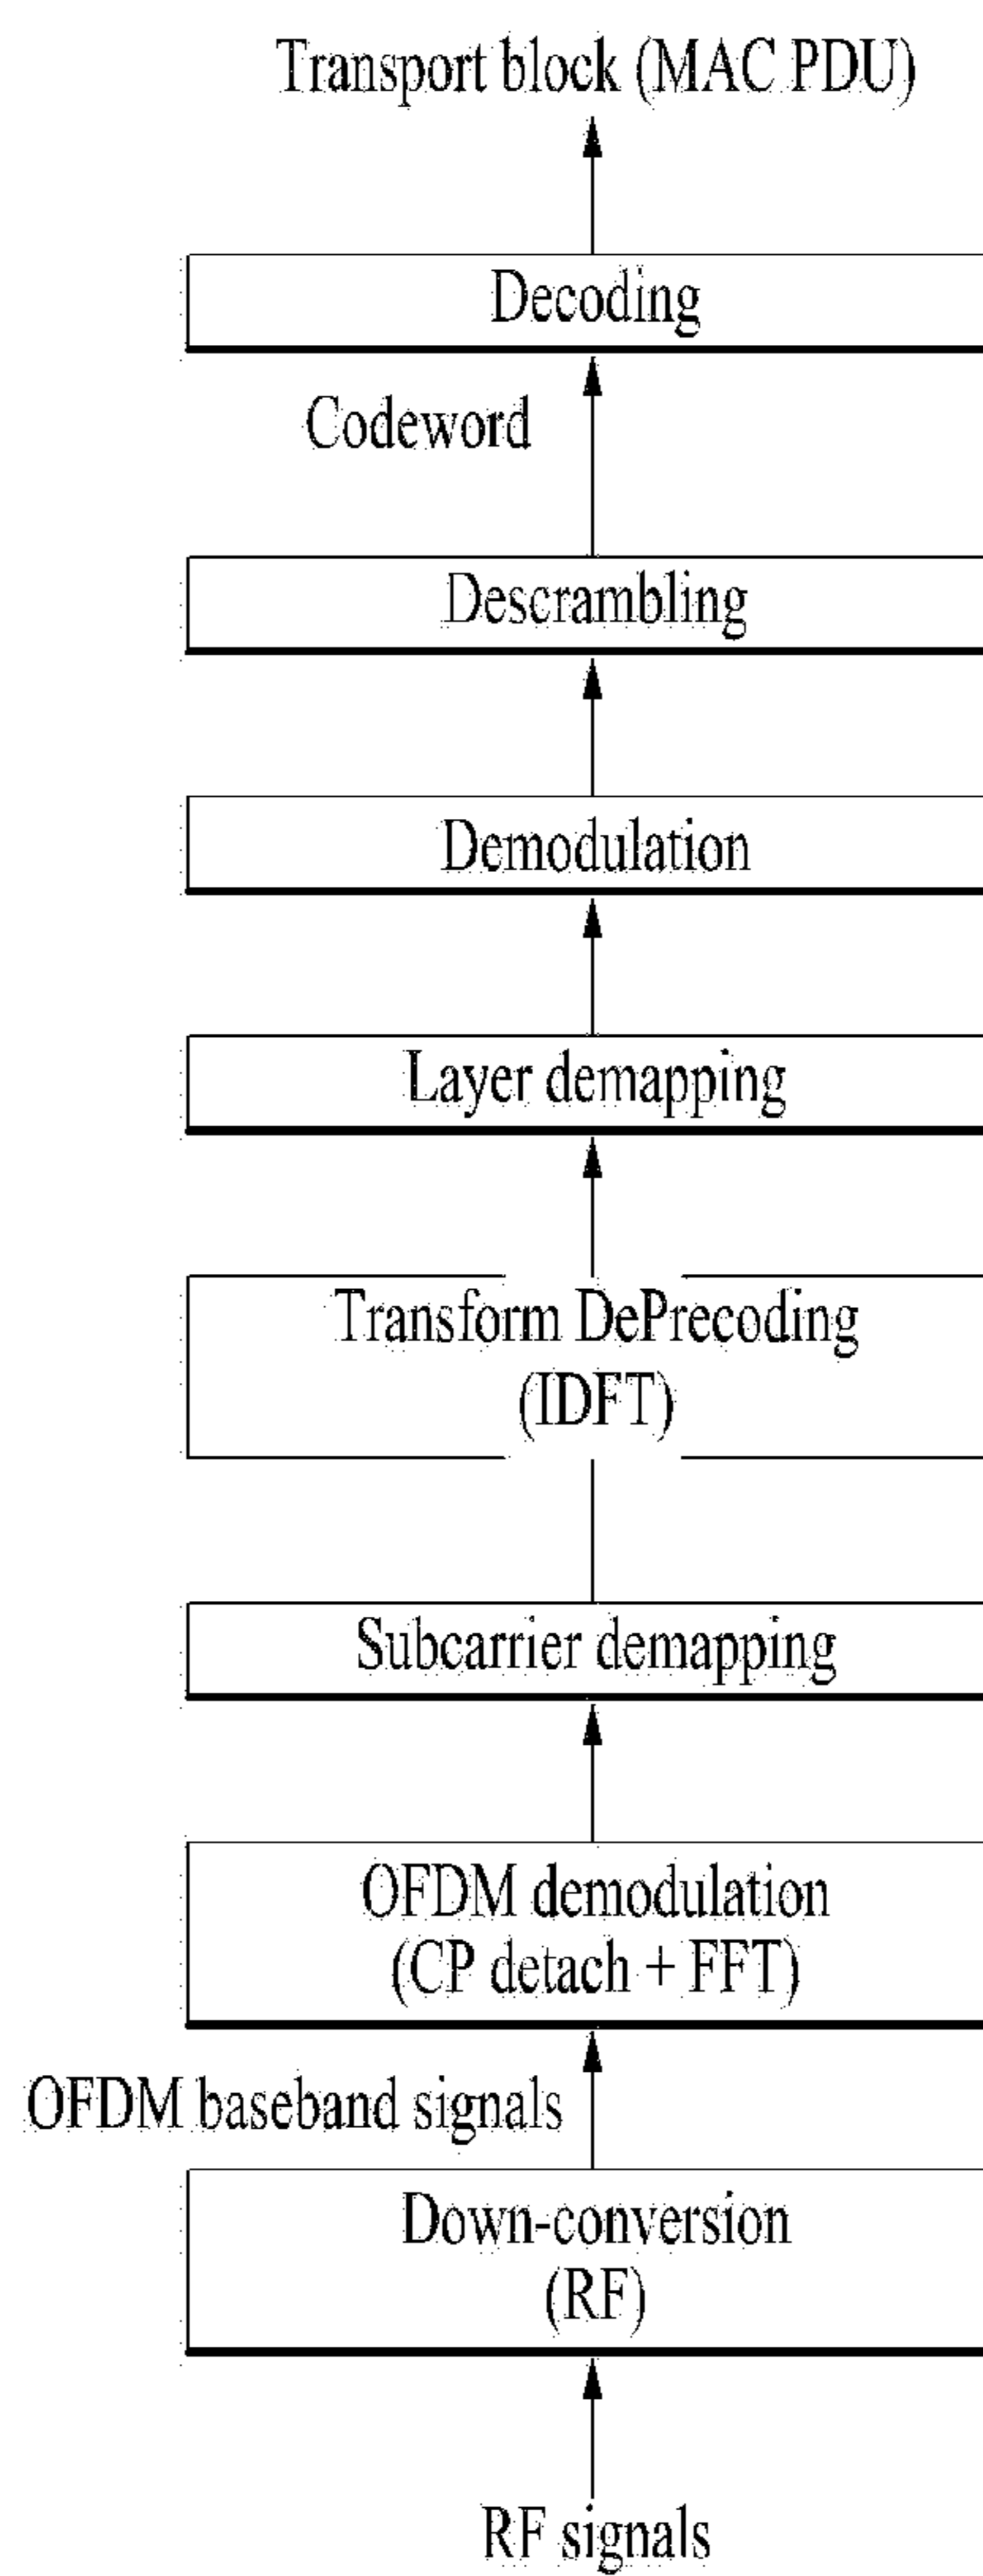 Transport block (MAC PDU)
Decoding
Codeword
Descrambling
Demodulation
Layer demapping
Transform DePrecoding
(IDFT)
Subcarrier demapping
OFDM demodulation
(CP detach + FFT)
OFDM baseband signals
Down-conversion
(RF)
RF signals